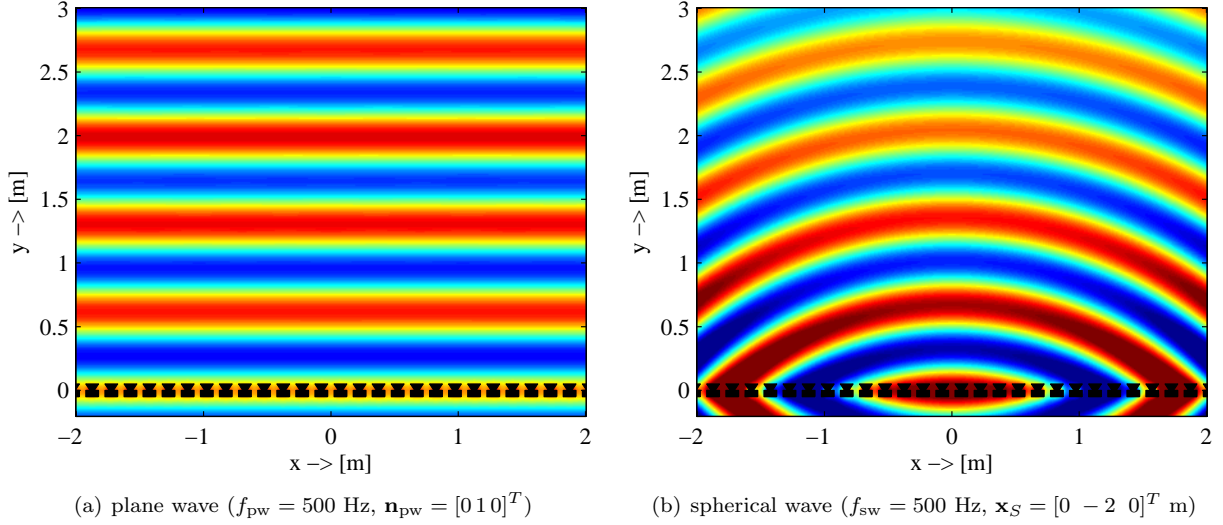 3
2.5
2
1.5
1
0.5
0
−2 −1 0 1 2
x −> [m]
y −> [m]
(a) plane wave (f_pw = 500 Hz, n_pw = [0 1 0]^T)
3
2.5
2
1.5
1
0.5
0
−2 −1 0 1 2
x −> [m]
y −> [m]
(b) spherical wave (f_sw = 500 Hz, x_S = [0 −2 0]^T m)